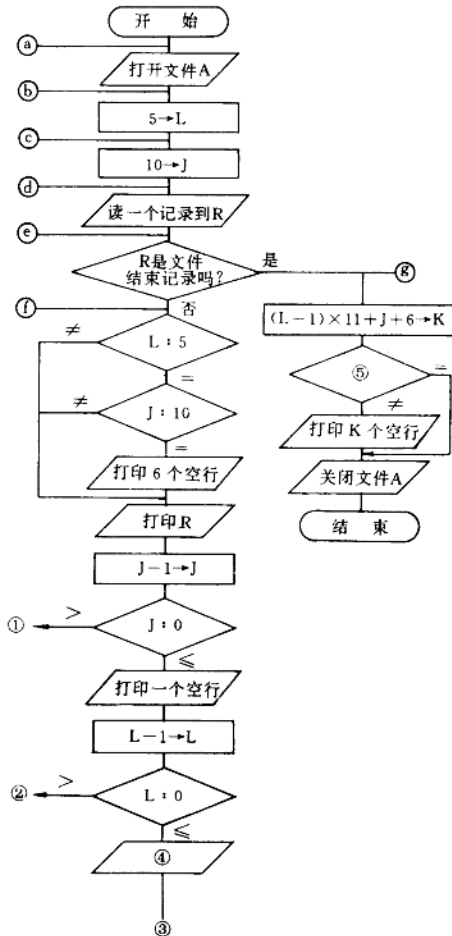 开 始
ⓐ
打开文件A
ⓑ
5→L
ⓒ
10→J
ⓓ
读一个记录到R
ⓔ
R是文件
结束记录吗?
是
ⓖ
ⓕ
否
(L-1)×11+J+6→K
≠
L:5
=
⑤
=
≠
≠
J:10
=
打印K个空行
打印6个空行
关闭文件A
打印R
结 束
J-1→J
①
>
J:0
≤
打印一个空行
L-1→L
②
>
L:0
≤
④
③